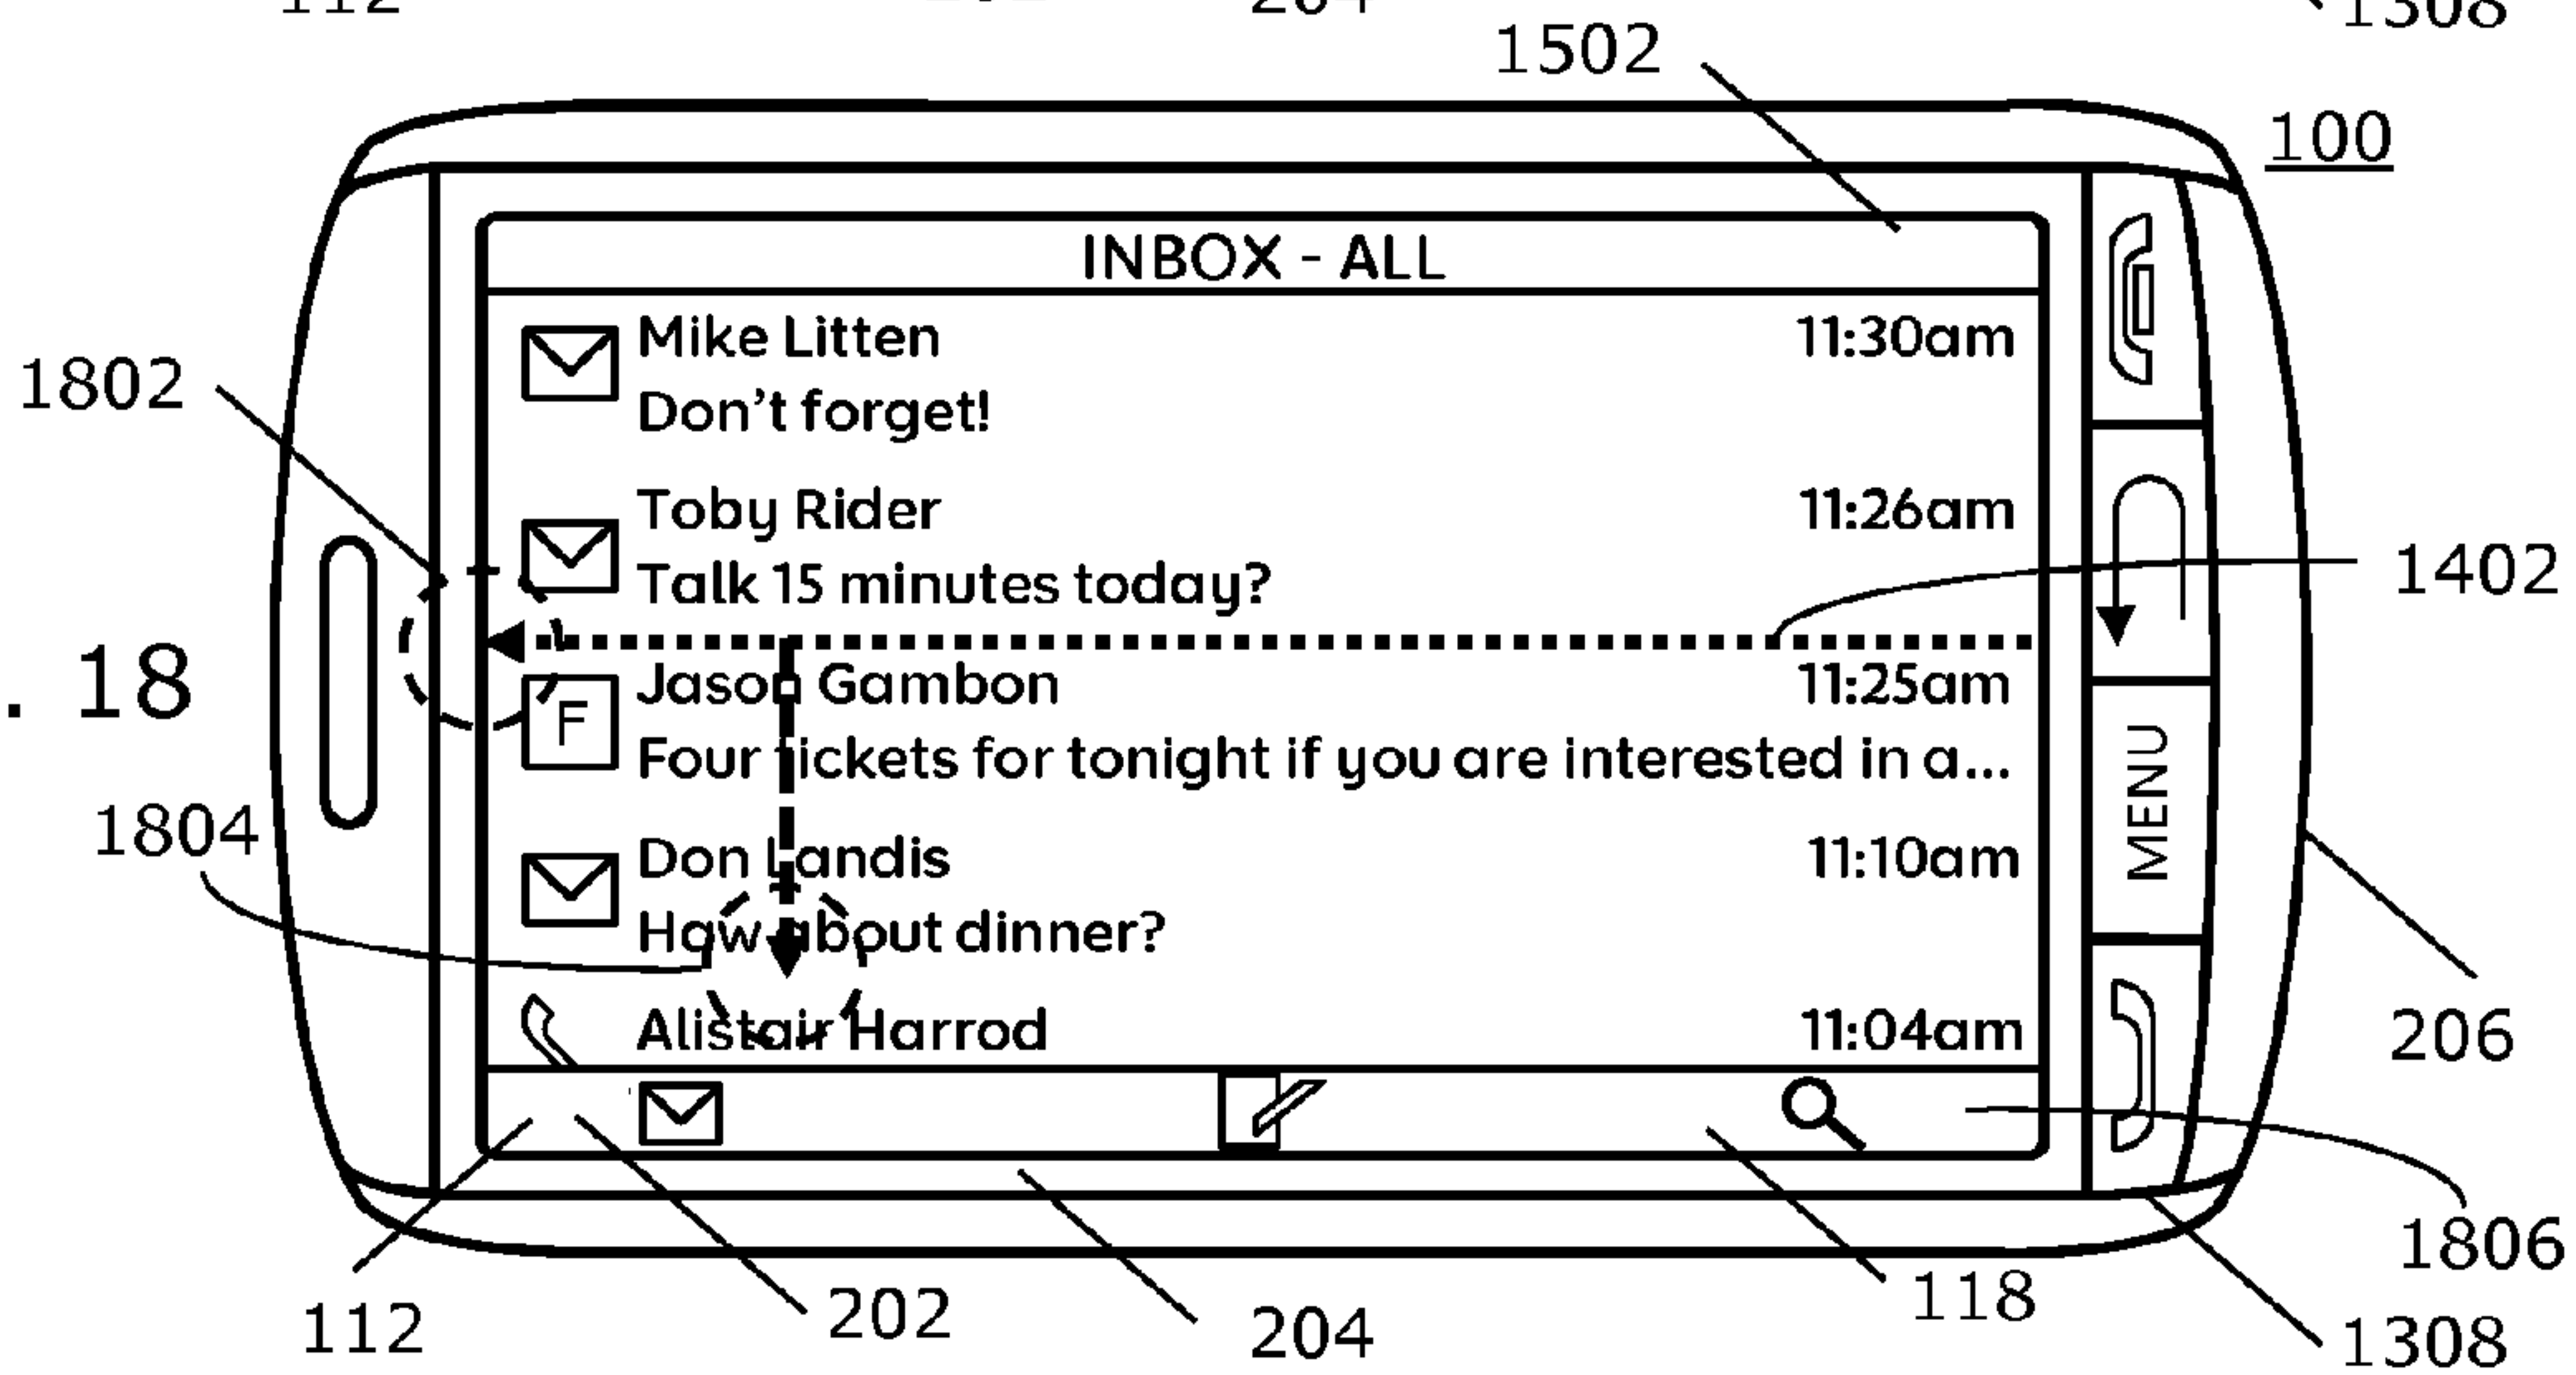 1502
100
INBOX - ALL
Mike Litten 11:30am
Don't forget!
1802
Toby Rider 11:26am
Talk 15 minutes today?
1402
. 18
Jason Gambon 11:25am
F
Four tickets for tonight if you are interested in a...
MENU
1804
Don Landis 11:10am
How about dinner?
206
Alistair Harrod 11:04am
1806
112
202
204
118
1308